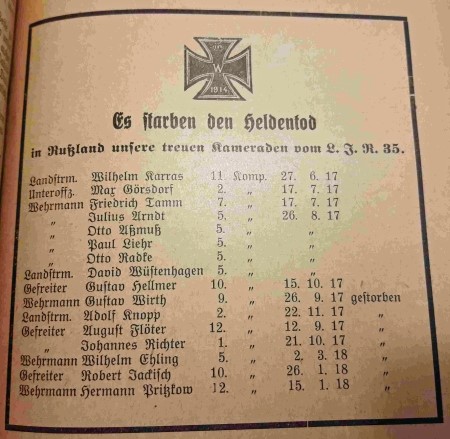 W
1914
Es starben den Heldentod
in Rußland unsere treuen Kameraden vom L. J. R. 35.
Landstrm. Wilhelm Karras 11. Komp. 27. 6. 17
Unteroffz. Max Görsdorf 2. „ 17. 7. 17
Wehrmann Friedrich Tamm 7. „ 17. 7. 17
„ Julius Arndt 5. „ 26. 8. 17
„ Otto Aßmuß 5. „ „
„ Paul Liehr 5. „ „
„ Otto Radke 5. „ „
Landstrm. David Wüstenhagen 5. „ „
Gefreiter Gustav Hellmer 10. „ 15. 10. 17
Wehrmann Gustav Wirth 9. „ 26. 9. 17 gestorben
Landstrm. Adolf Knopp 2. „ 22. 11. 17 „
Gefreiter August Flöter 12. „ 12. 9. 17 „
„ Johannes Richter 1. „ 21. 10. 17 „
Wehrmann Wilhelm Ehling 5. „ 2. 3. 18 „
Gefreiter Robert Jackisch 10. „ 26. 1. 18 „
Wehrmann Hermann Pritzkow 12. „ 15. 1. 18 „